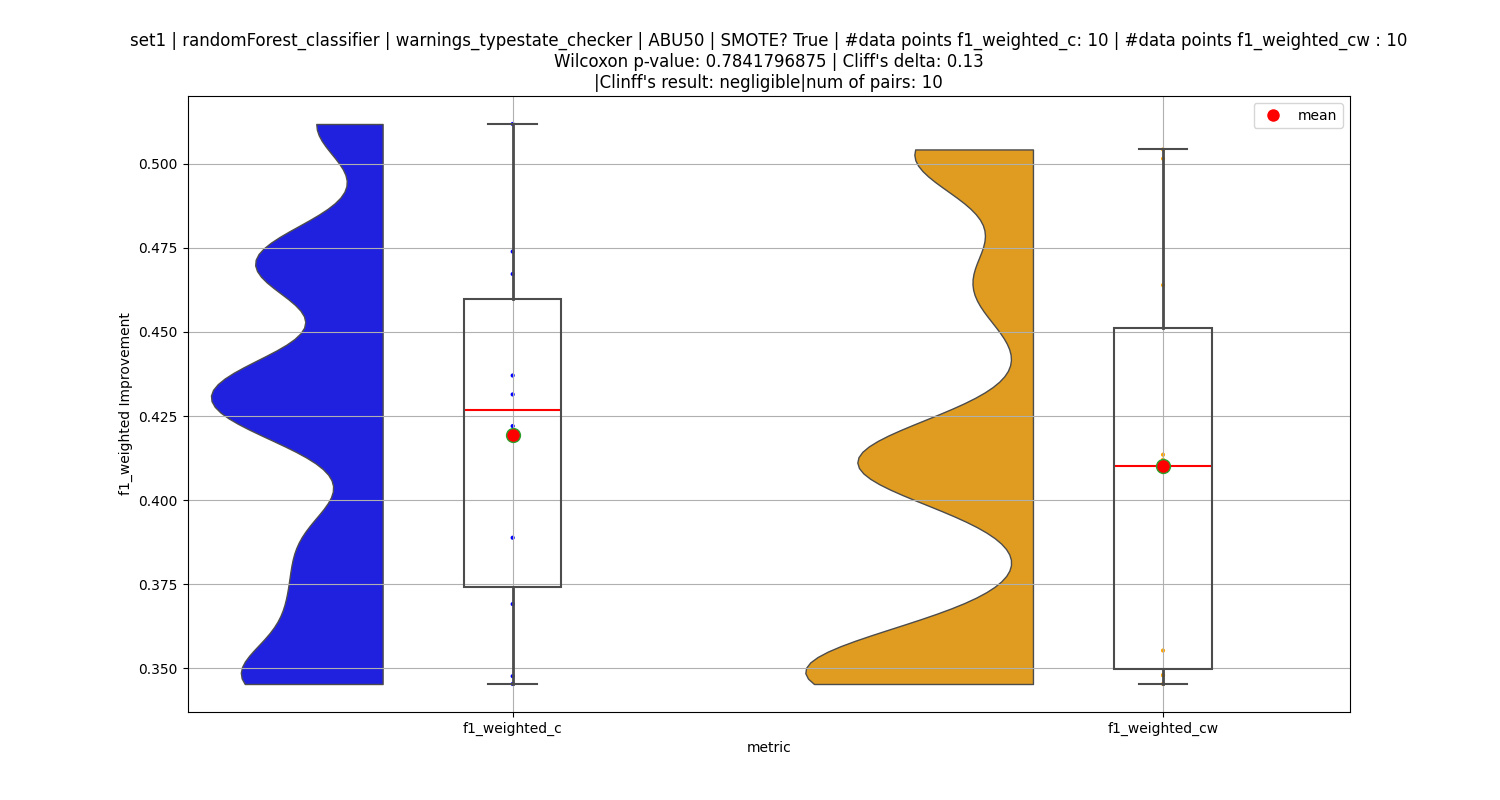 set1 | randomForest_classifier | warnings_typestate_checker | ABU50 | SMOTE? True | #data points f1_weighted_c: 10 | #data points f1_weighted_cw : 10
Wilcoxon p-value: 0.7841796875 | Cliff's delta: 0.13
|Clinff's result: negligible|num of pairs: 10
mean
0.500
0.475
0.450
0.425
0.400
0.375
0.350
f1_weighted Improvement
f1_weighted_c
f1_weighted_cw
metric